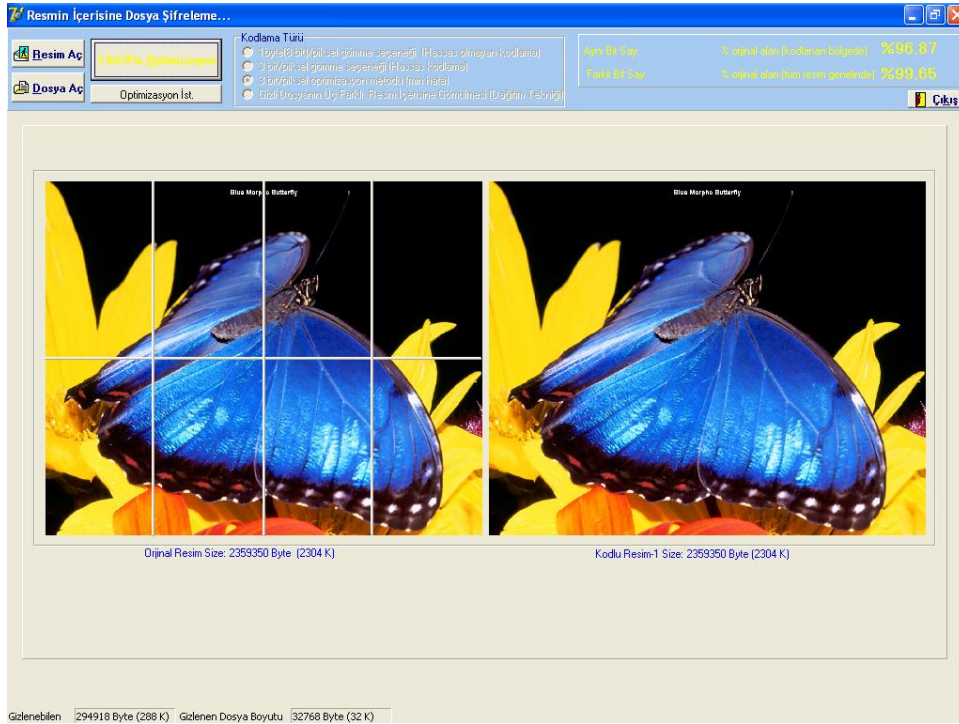 Resmin İçerisine Dosya Şifreleme...
Resim Aç
Dosya Aç
3 Bit/Pix Optimizasyon
Optimizasyon İst.
Kodlama Türü
1byte(8 bit)/piksel gömme seçeneği (Hassas olmayan kodlama)
3 bit/piksel gömme seçeneği (Hassas kodlama)
3 bit/piksel optimizasyon metodu (min hata)
Gizli Dosyanın Üç Farklı Resim İçerisine Gömülmesi (Dağıtım Tekniği)
Aynı Bit Say: % orjinal alan (kodlanan bölgede) %96,87
Farklı Bit Say: % orjinal alan (tüm resim genelinde) %99,65
Çıkış
Blue Morpho Butterfly
Blue Morpho Butterfly
Orjinal Resim Size: 2359350 Byte (2304 K)
Kodlu Resim-1 Size: 2359350 Byte (2304 K)
Gizlenebilen 294918 Byte (288 K) Gizlenen Dosya Boyutu 32768 Byte (32 K)